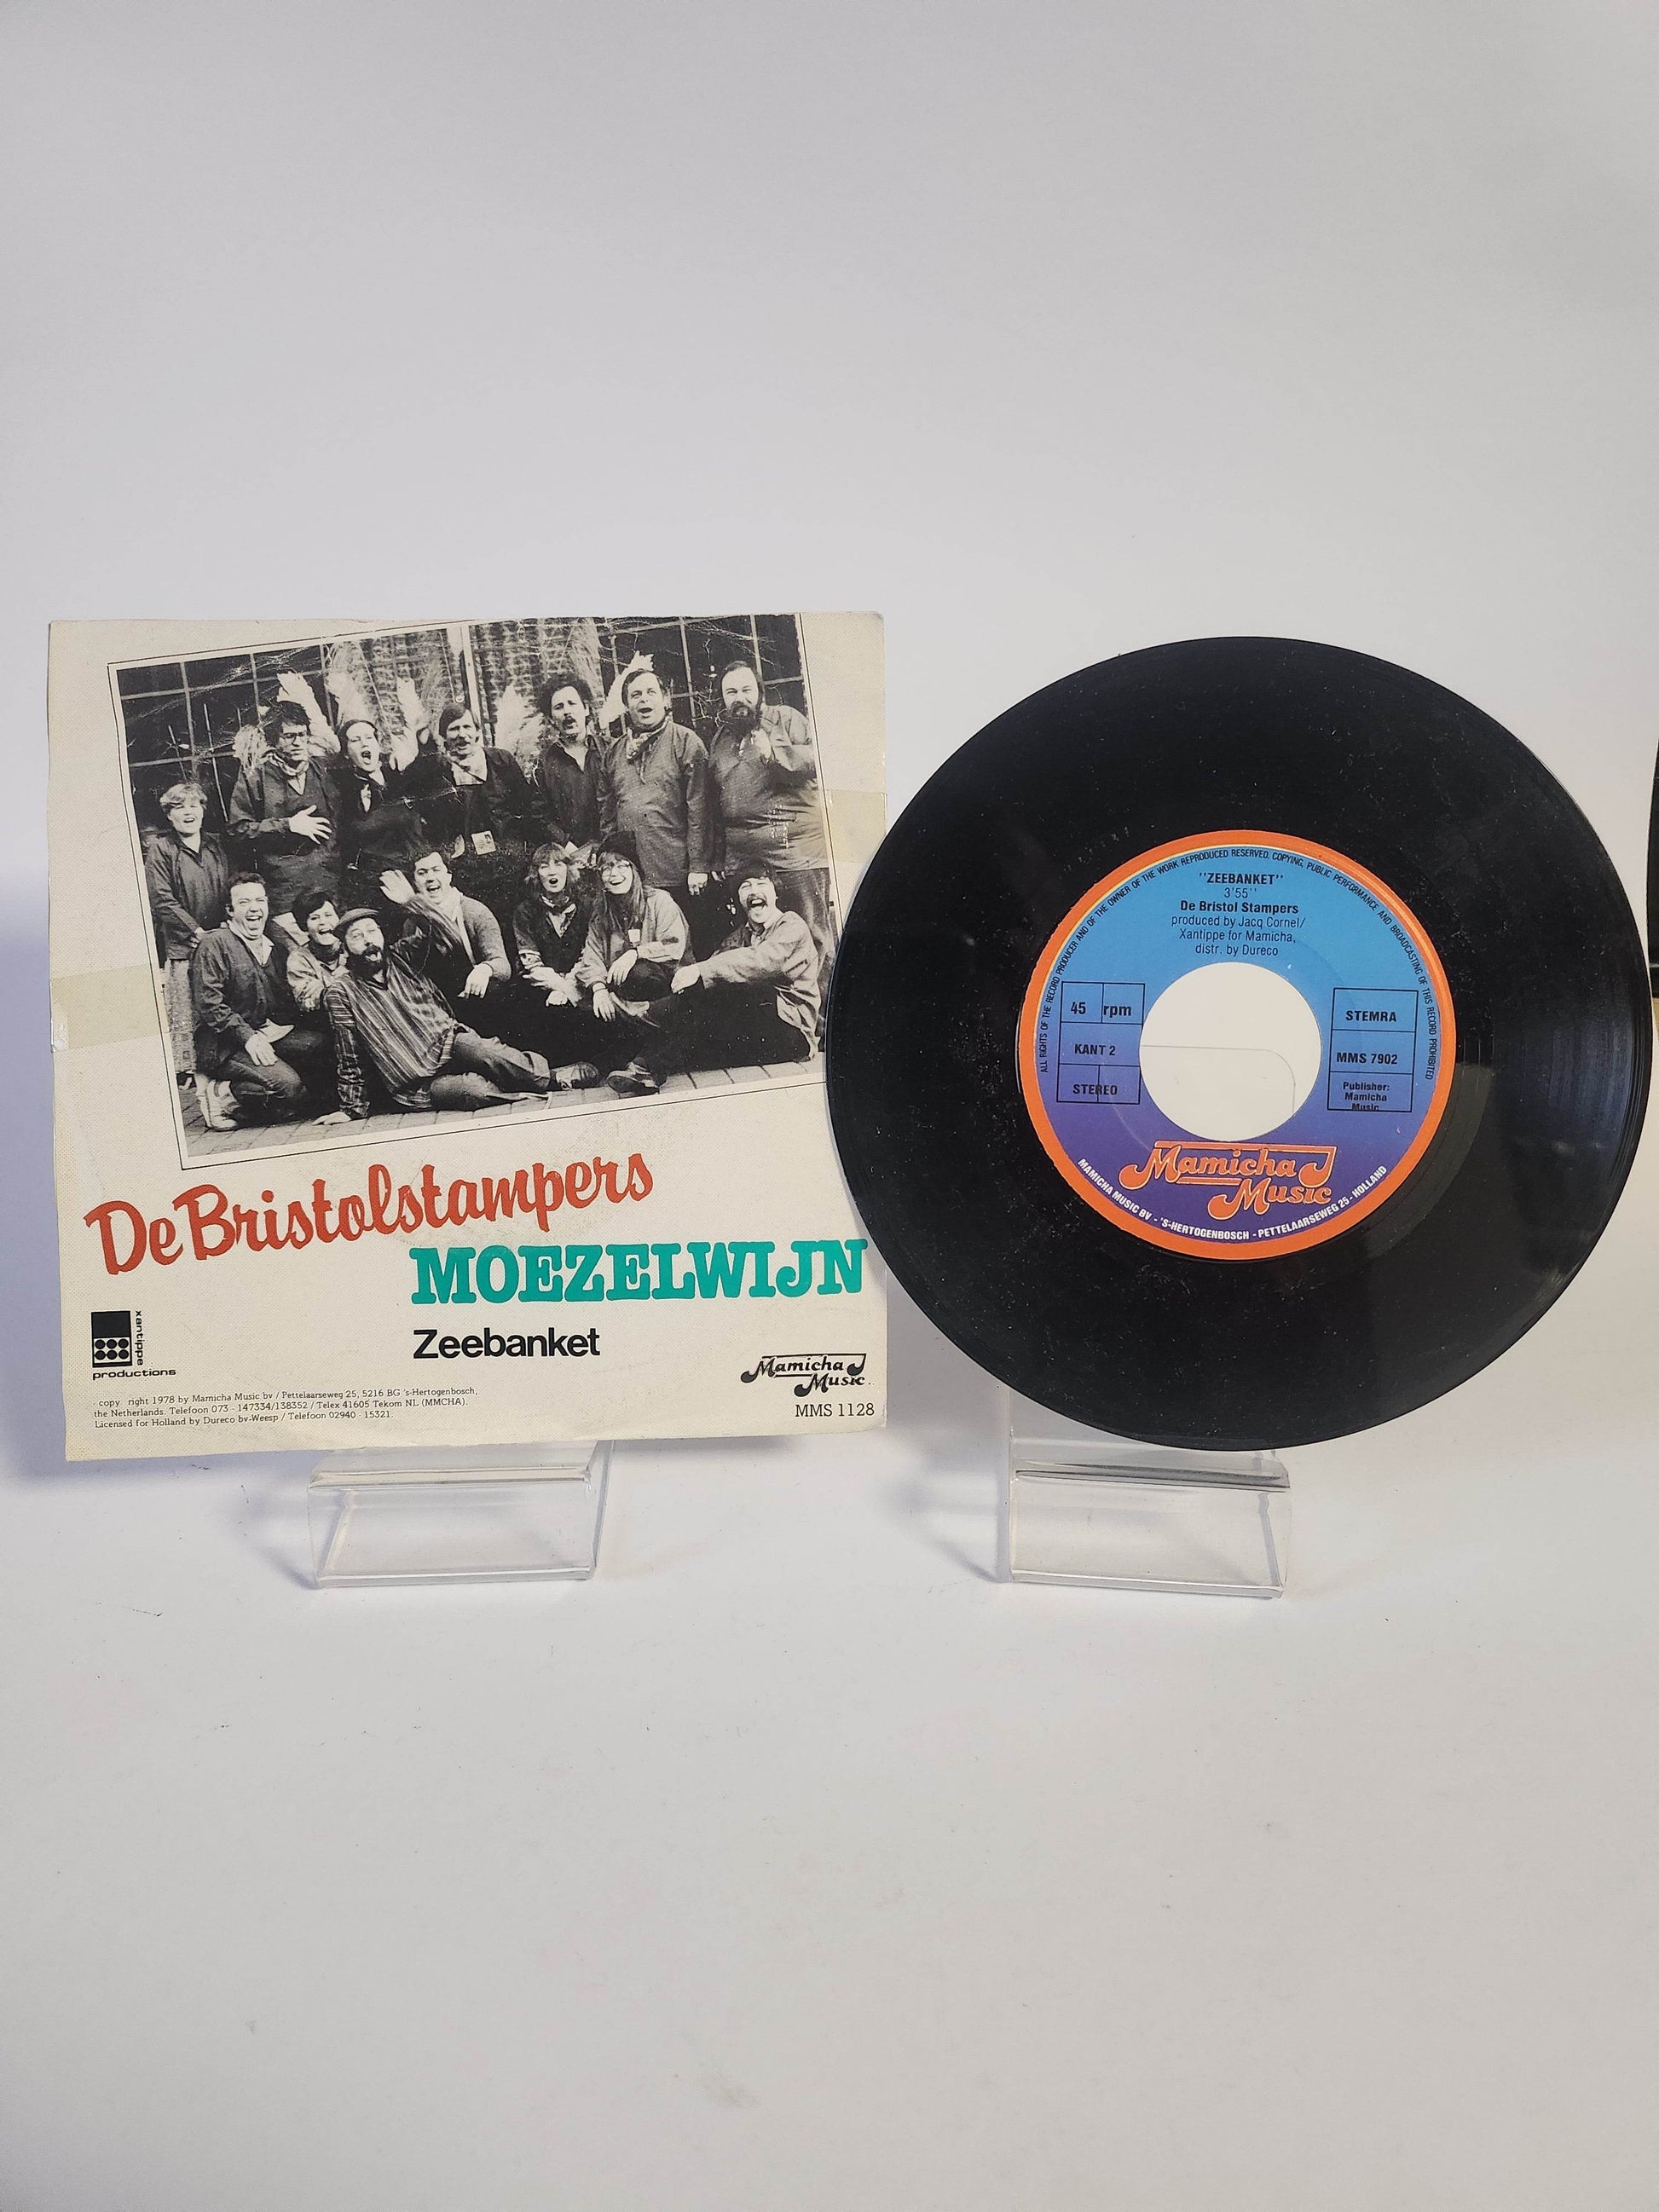 De Bristolstampers
MOEZELWIJN
Zeebanket
xantippe
productions
copy right 1978 by Mamicha Music bv / Pettelaarseweg 25, 5216 BG 's-Hertogenbosch,
the Netherlands. Telefoon 073 - 147334/138352 / Telex 41605 Tekom NL (MMCHA).
Licensed for Holland by Dureco bv-Weesp / Telefoon 02940 - 15321.
Mamicha
Music
MMS 1128
ALL RIGHTS OF THE RECORD PRODUCER AND OF THE OWNER OF THE WORK REPRODUCED RESERVED. COPYING, PUBLIC PERFORMANCE AND BROADCASTING OF THIS RECORD PROHIBITED
"ZEEBANKET"
3'55"
De Bristol Stampers
produced by Jacq Cornel/
Xantippe for Mamicha,
distr. by Dureco
45 rpm
KANT 2
STEREO
STEMRA
MMS 7902
Publisher:
Mamicha
Music
Mamicha
Music
MAMICHA MUSIC BV - 'S-HERTOGENBOSCH - PETTELAARSEWEG 25 - HOLLAND